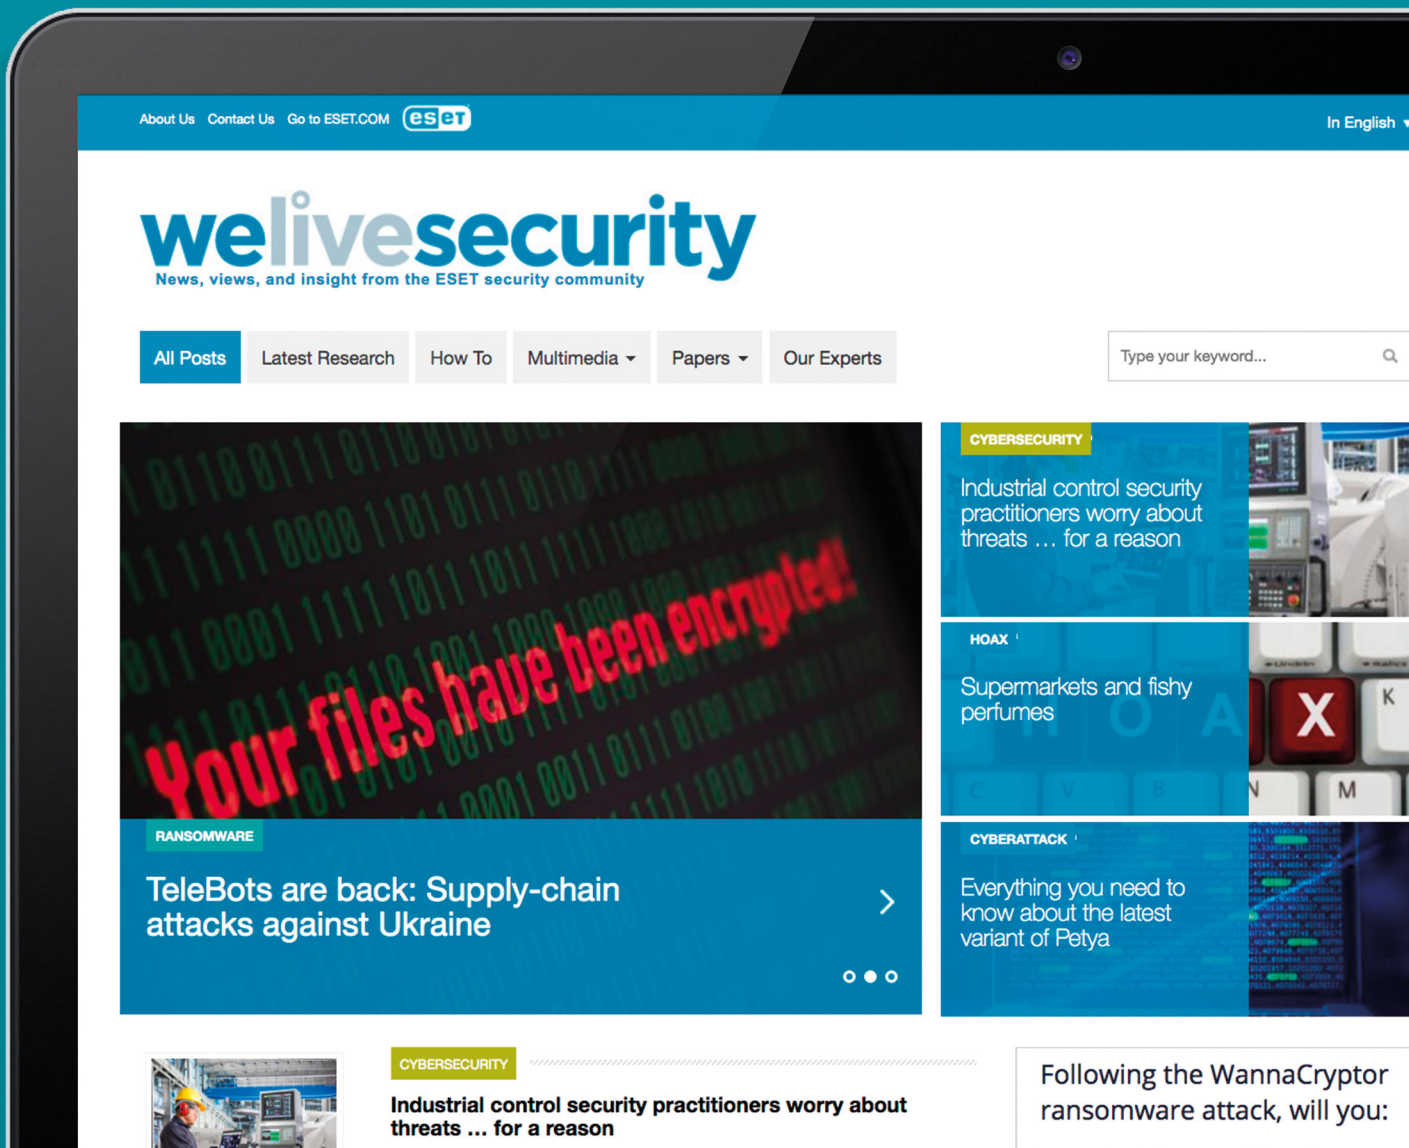 About Us Contact Us Go to ESET.COM eset
In English
welivesecurity
News, views, and insight from the ESET security community
All Posts Latest Research How To Multimedia Papers Our Experts
Type your keyword...
Your files have been encrypted!
RANSOMWARE
TeleBots are back: Supply-chain
attacks against Ukraine
CYBERSECURITY
Industrial control security
practitioners worry about
threats ... for a reason
HOAX
Supermarkets and fishy
perfumes
H O A X K
C V B N M
CYBERATTACK
Everything you need to
know about the latest
variant of Petya
CYBERSECURITY
Industrial control security practitioners worry about
threats ... for a reason
Following the WannaCryptor
ransomware attack, will you: